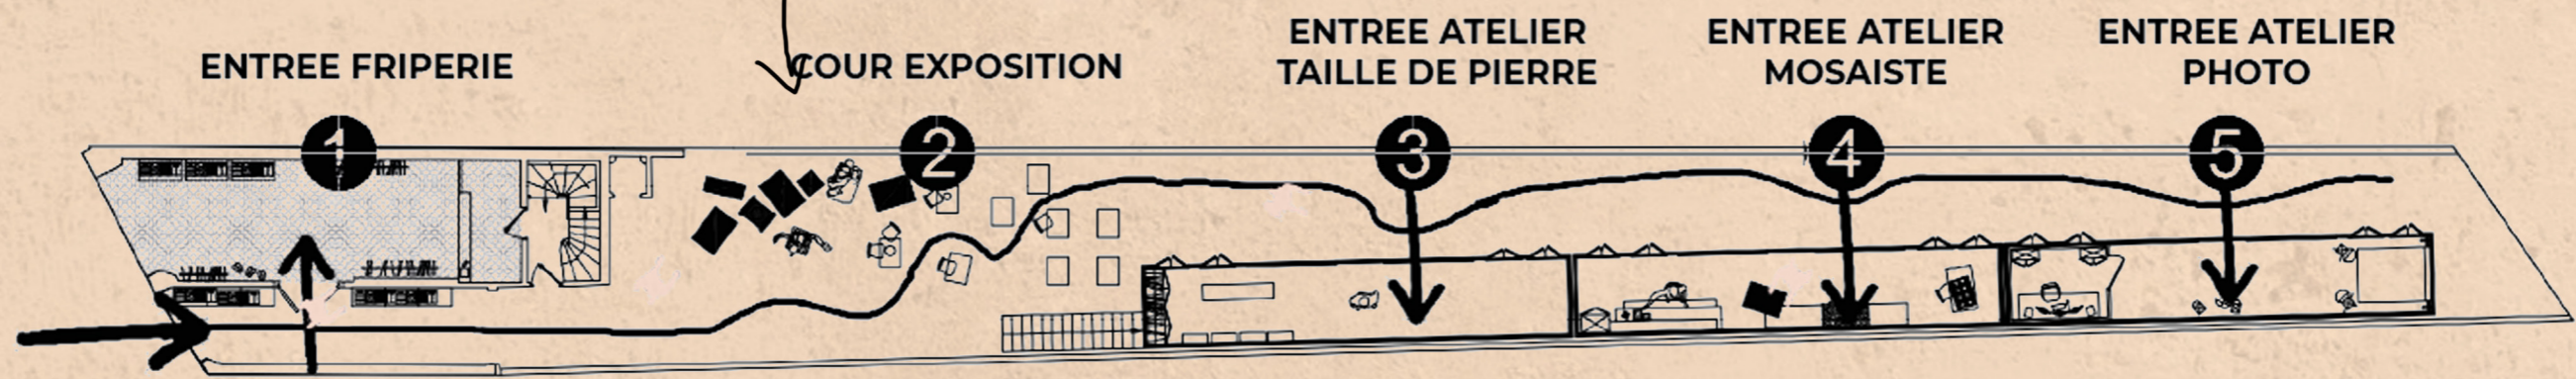 ENTREE FRIPERIE
COUR EXPOSITION
ENTREE ATELIER
TAILLE DE PIERRE
ENTREE ATELIER
MOSAISTE
ENTREE ATELIER
PHOTO
1
2
3
4
5